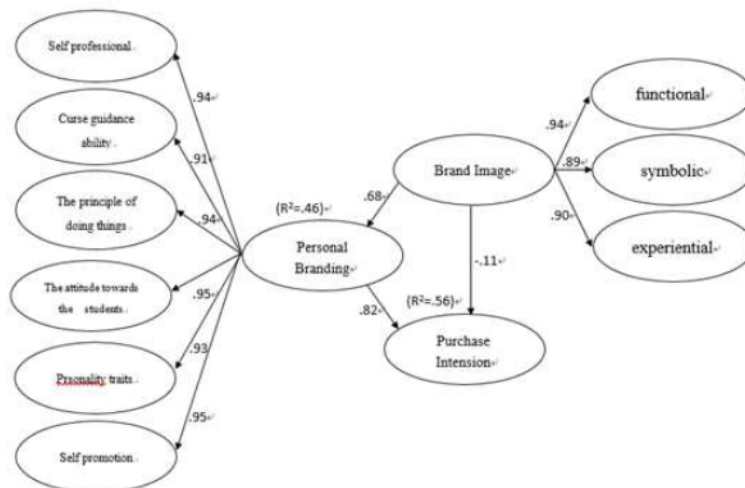 Self professional
.94
Curse guidance
ability
.91
The principle of
doing things
.94
The attitude towards
the students
.95
Prsonality traits
.93
Self promotion
.95
(R²=.46)
Personal
Branding
.68
Brand Image
-.11
.82
(R²=.56)
Purchase
Intension
.94
functional
.89
symbolic
.90
experiential